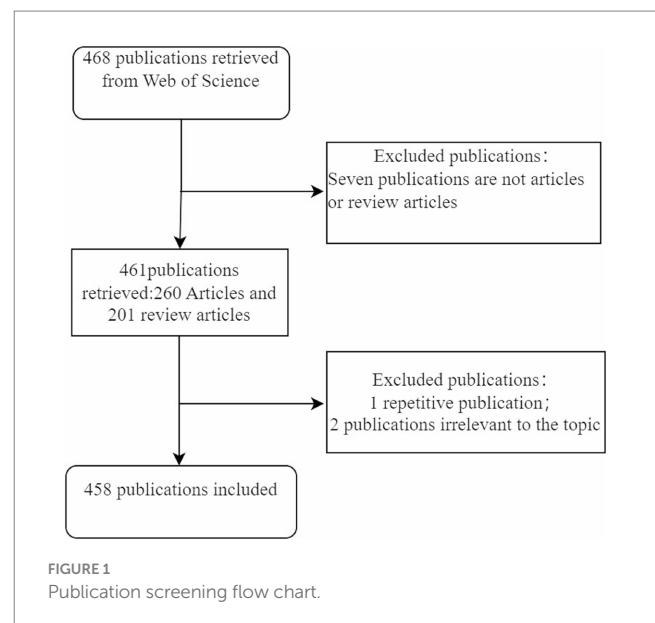 468 publications retrieved
from Web of Science
Excluded publications:
Seven publications are not articles
or review articles
461publications
retrieved:260 Articles and
201 review articles
Excluded publications:
1 repetitive publication;
2 publications irrelevant to the topic
458 publications included
FIGURE 1
Publication screening flow chart.